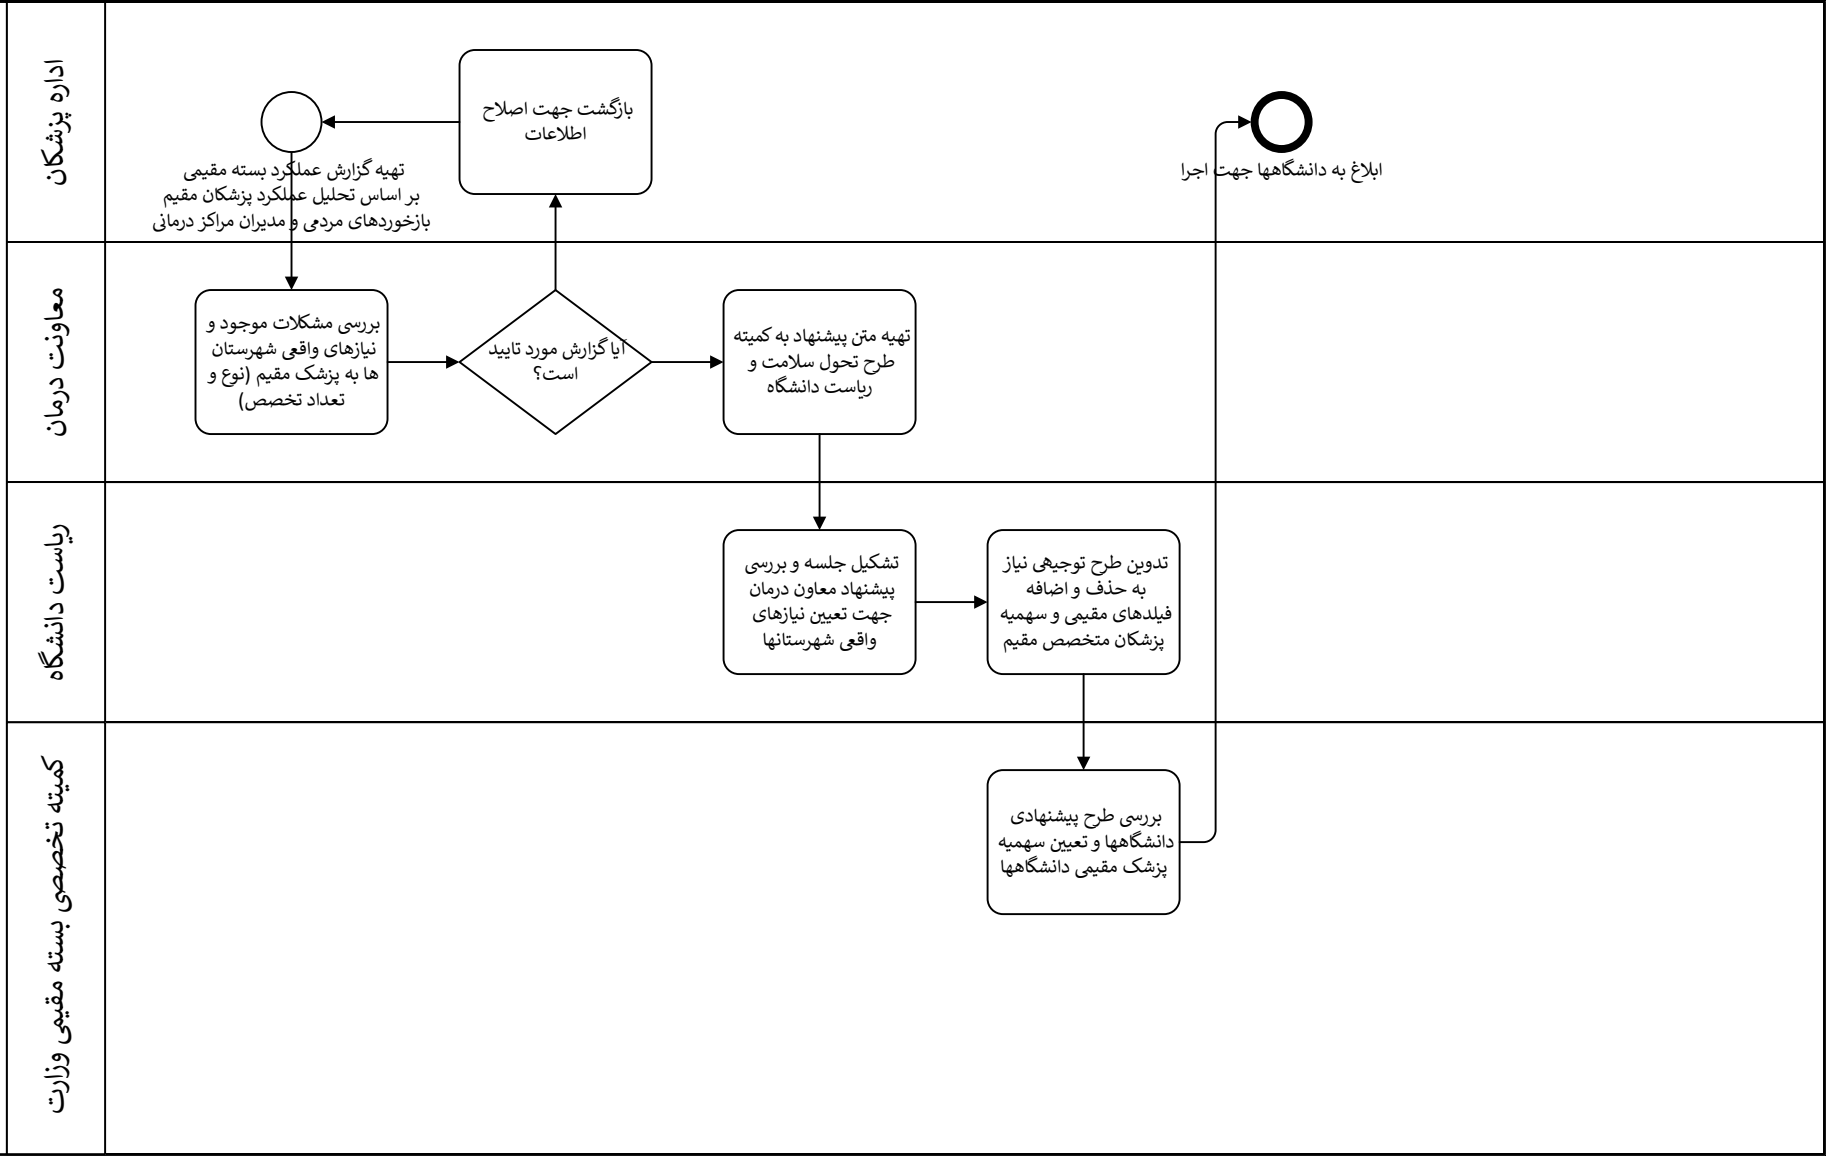 اداره پزشکان
بازگشت جهت اصلاح
اطلاعات
تهیه گزارش عملکرد بسته مقیمی
بر اساس تحلیل عملکرد پزشکان مقیم
بازخوردهای مردمی و مدیران مراکز درمانی
ابلاغ به دانشگاهها جهت اجرا
معاونت درمان
بررسی مشکلات موجود و
نیازهای واقعی شهرستان
ها به پزشک مقیم (نوع و
تعداد تخصص)
آیا گزارش مورد تایید
است؟
تهیه متن پیشنهاد به کمیته
طرح تحول سلامت و
ریاست دانشگاه
ریاست دانشگاه
تشکیل جلسه و بررسی
پیشنهاد معاون درمان
جهت تعیین نیازهای
واقعی شهرستانها
تدوین طرح توجیهی نیاز
به حذف و اضافه
فیلدهای مقیمی و سهمیه
پزشکان متخصص مقیم
کمیته تخصصی بسته مقیمی وزارت
بررسی طرح پیشنهادی
دانشگاهها و تعیین سهمیه
پزشک مقیمی دانشگاهها